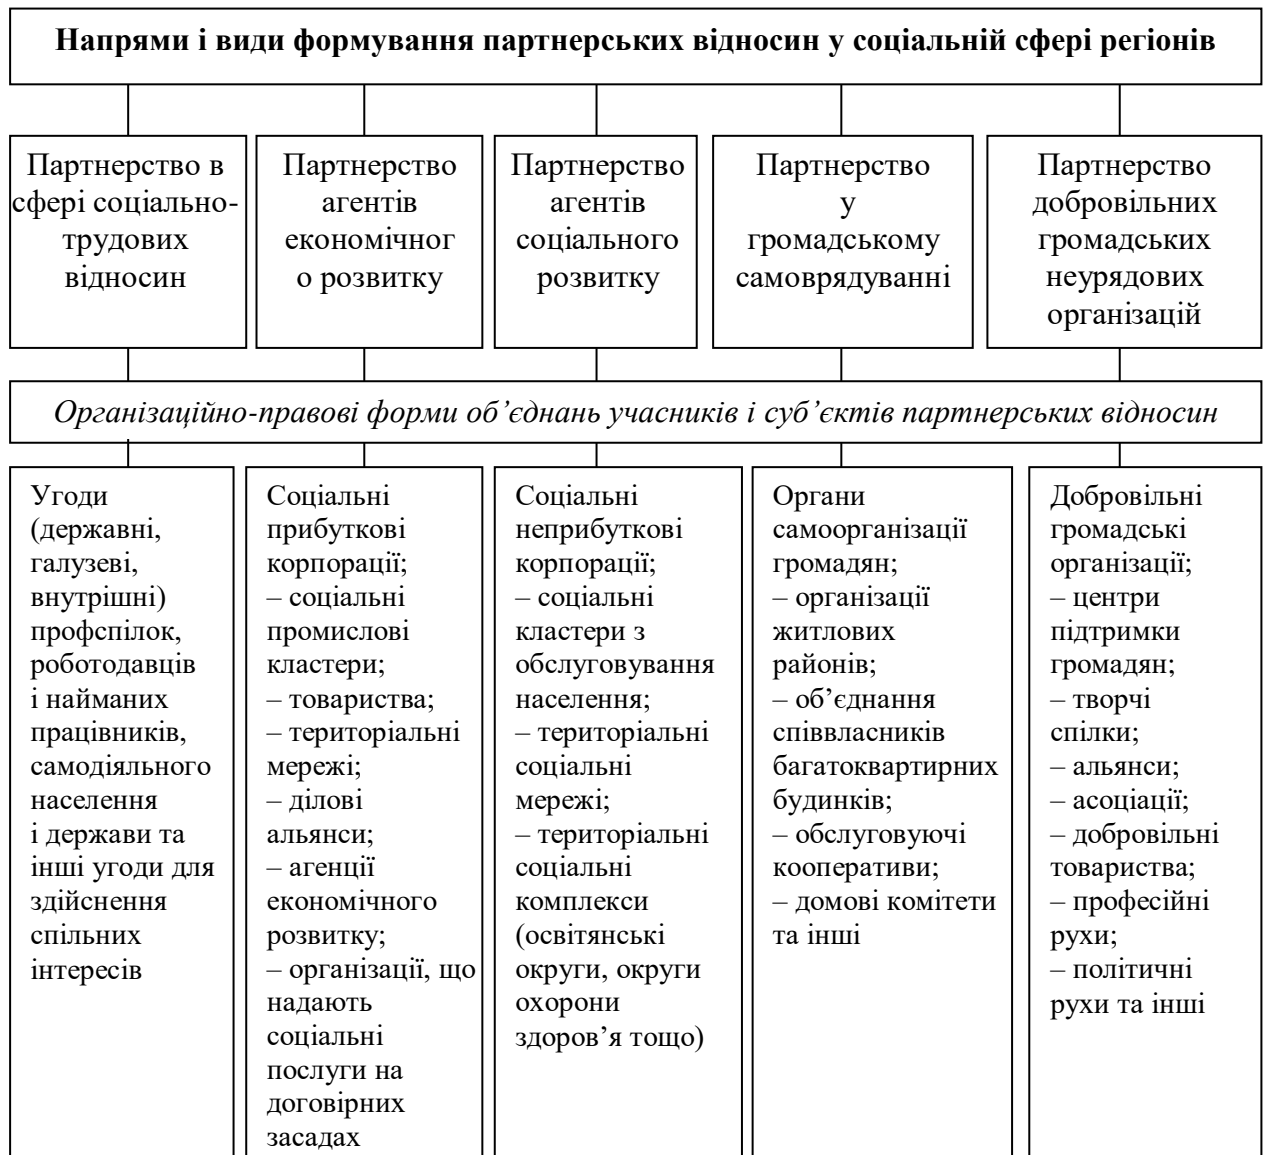 Напрями і види формування партнерських відносин у соціальній сфері регіонів
Партнерство в
сфері соціально-
трудових
відносин
Партнерство
агентів
економічног
о розвитку
Партнерство
агентів
соціального
розвитку
Партнерство
у
громадському
самоврядуванні
Партнерство
добровільних
громадських
неурядових
організацій
Організаційно-правові форми об’єднань учасників і суб’єктів партнерських відносин
Угоди
(державні,
галузеві,
внутрішні)
профспілок,
роботодавців
і найманих
працівників,
самодіяльного
населення
і держави та
інші угоди для
здійснення
спільних
інтересів
Соціальні
прибуткові
корпорації;
– соціальні
промислові
кластери;
– товариства;
– територіальні
мережі;
– ділові
альянси;
– агенції
економічного
розвитку;
– організації, що
надають
соціальні
послуги на
договірних
засадах
Соціальні
неприбуткові
корпорації;
– соціальні
кластери з
обслуговування
населення;
– територіальні
соціальні
мережі;
– територіальні
соціальні
комплекси
(освітянські
округи, округи
охорони
здоров’я тощо)
Органи
самоорганізації
громадян;
– організації
житлових
районів;
– об’єднання
співвласників
багатоквартирних
будинків;
– обслуговуючі
кооперативи;
– домові комітети
та інші
Добровільні
громадські
організації;
– центри
підтримки
громадян;
– творчі
спілки;
– альянси;
– асоціації;
– добровільні
товариства;
– професійні
рухи;
– політичні
рухи та інші